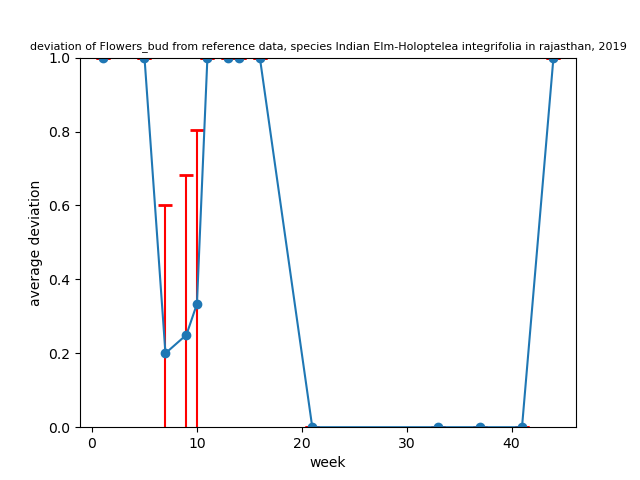 deviation of Flowers_bud from reference data, species Indian Elm-Holoptelea integrifolia in rajasthan, 2019
1.0
0.8
0.6
0.4
0.2
0.0
average deviation
0 10 20 30 40
week